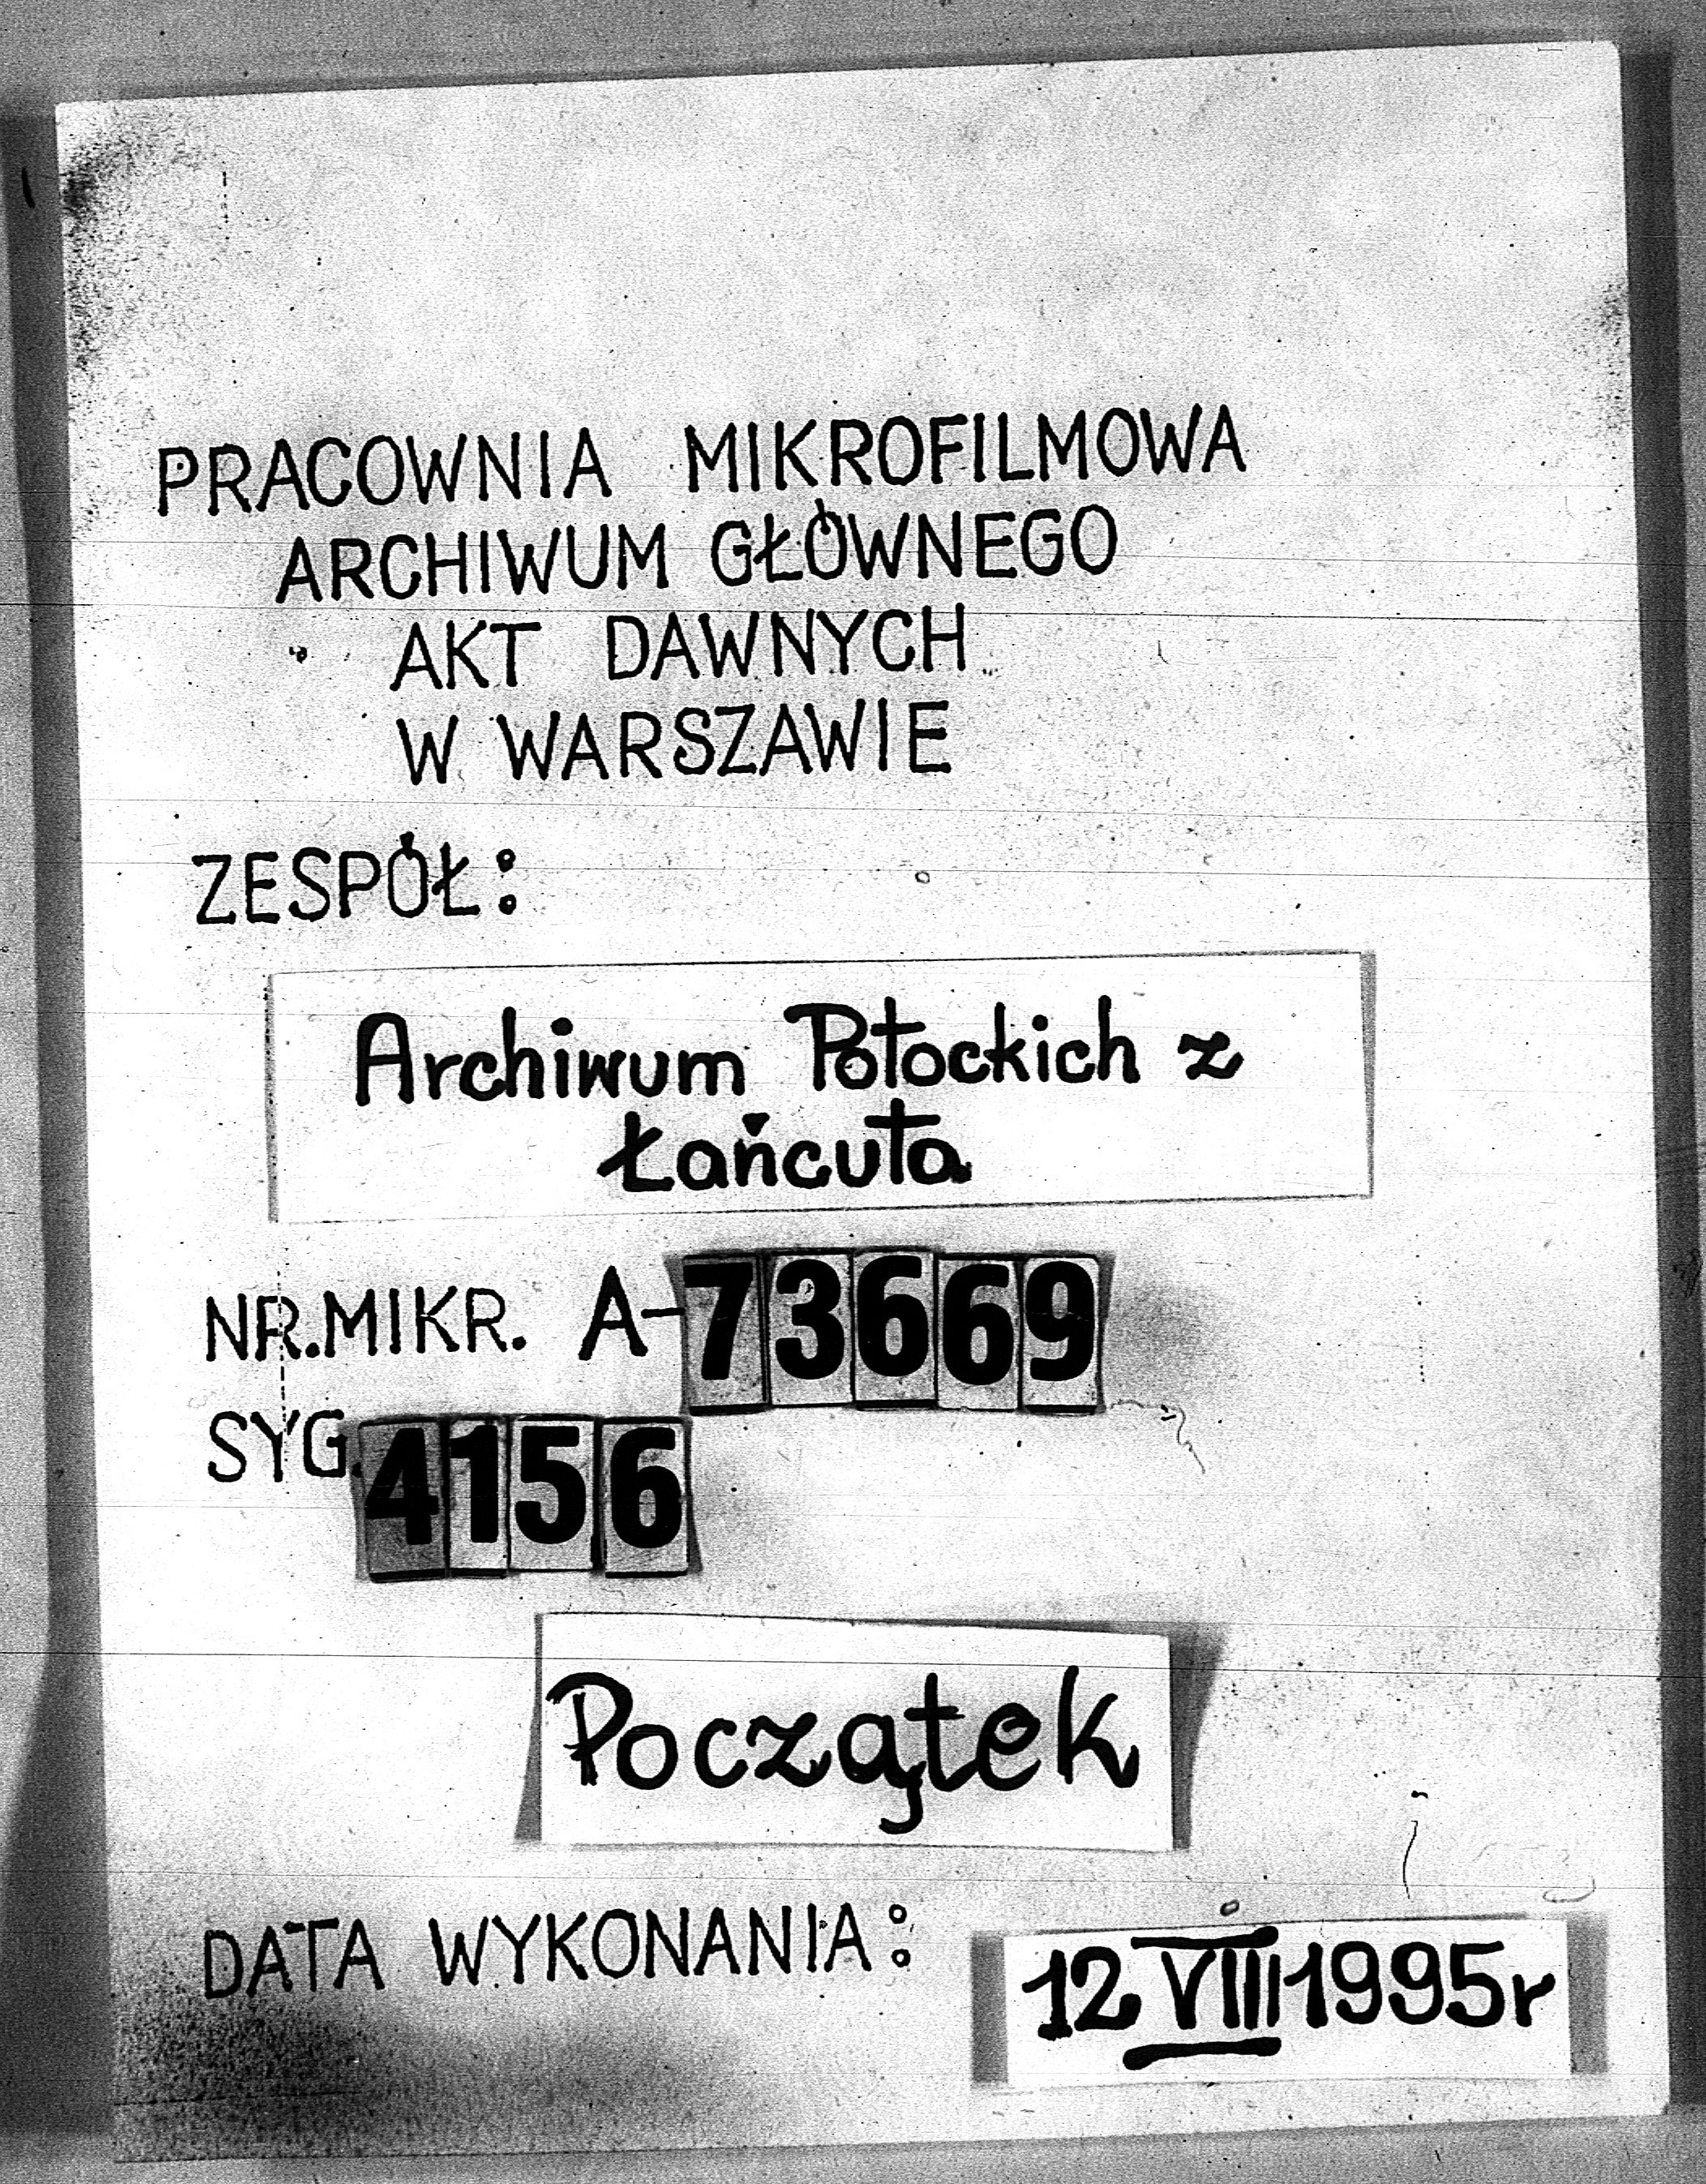 PRACOWNIA MIKROFILMOWA
ARCHIWUM GŁÓWNEGO
AKT DAWNYCH
W WARSZAWIE
ZESPÓŁ:
Archiwum Potockich z
Łańcuta
NR.MIKR. A-73669
SYG. 4156
Początek
DATA WYKONANIA: 12 VIII 1995r